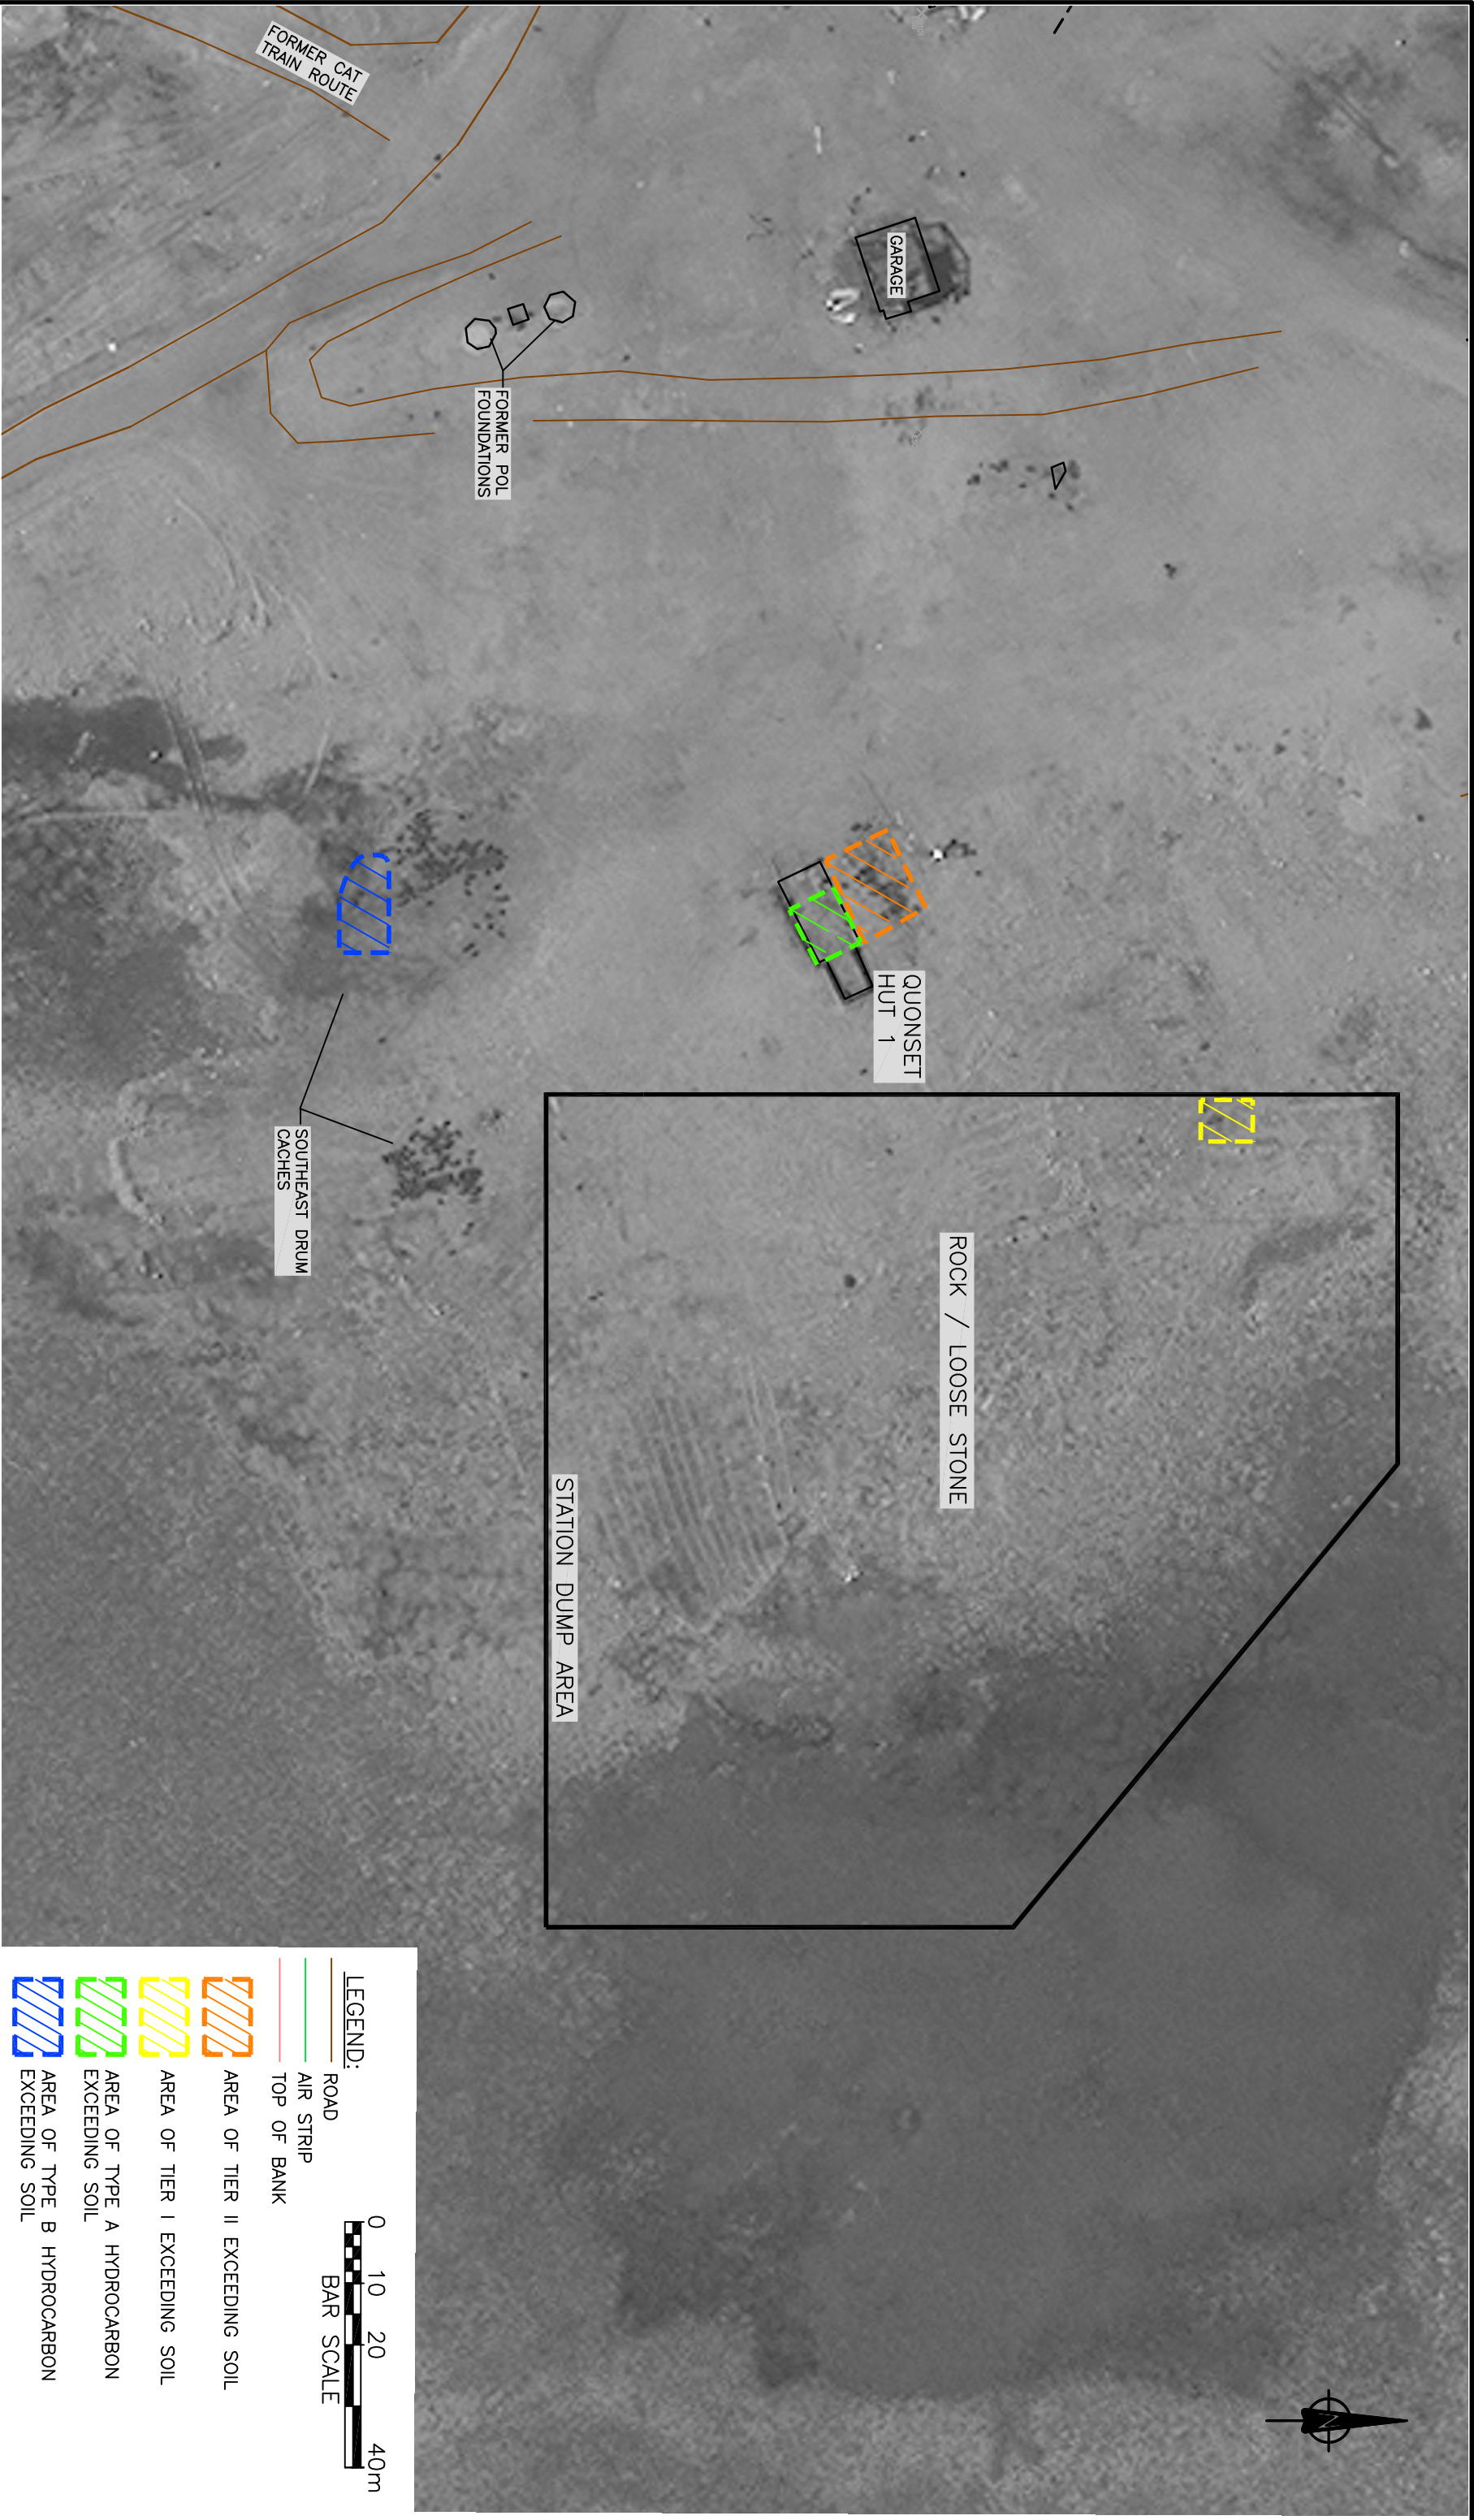 FORMER CAT
TRAIN ROUTE
GARAGE
FORMER POL
FOUNDATIONS
QUONSET
HUT 1
SOUTHEAST DRUM
CACHES
ROCK / LOOSE STONE
STATION DUMP AREA
LEGEND:
ROAD
AIR STRIP
TOP OF BANK
AREA OF TIER II EXCEEDING SOIL
AREA OF TIER I EXCEEDING SOIL
AREA OF TYPE A HYDROCARBON
EXCEEDING SOIL
AREA OF TYPE B HYDROCARBON
EXCEEDING SOIL
0 10 20 40m
BAR SCALE
N